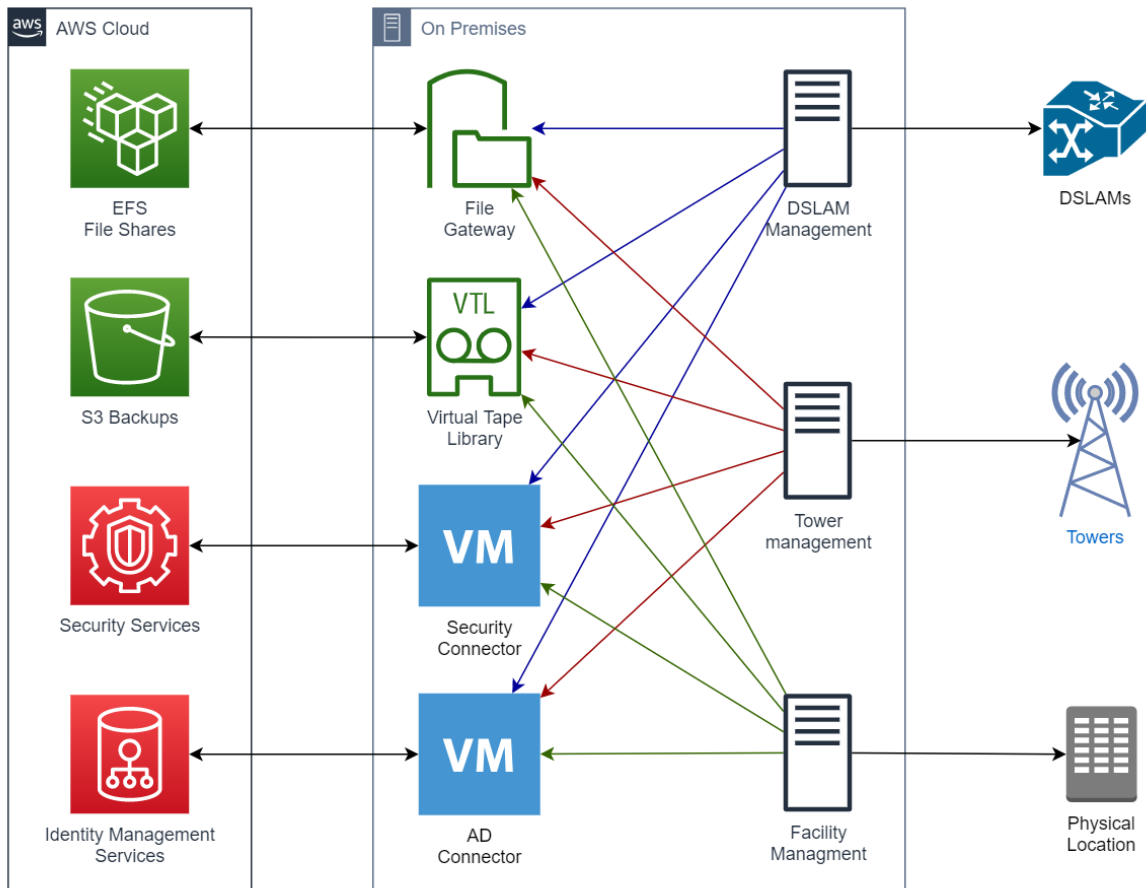 aws
AWS Cloud
On Premises
EFS
File Shares
File
Gateway
DSLAM
Management
DSLAMs
VTL
S3 Backups
Virtual Tape
Library
Tower
management
Towers
VM
Security Services
Security
Connector
VM
Identity Management
Services
AD
Connector
Facility
Managment
Physical
Location